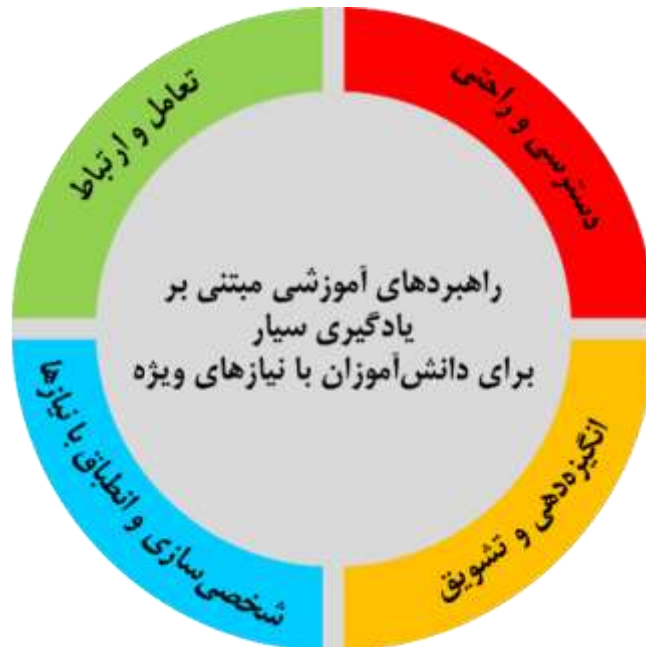 دسترسی و راحتی
تعامل و ارتباط
راهبردهای آموزشی مبتنی بر
یادگیری سیار
برای دانش‌آموزان با نیازهای ویژه
انگیزه‌دهی و تشویق
شخصی‌سازی و انطباق با نیازها